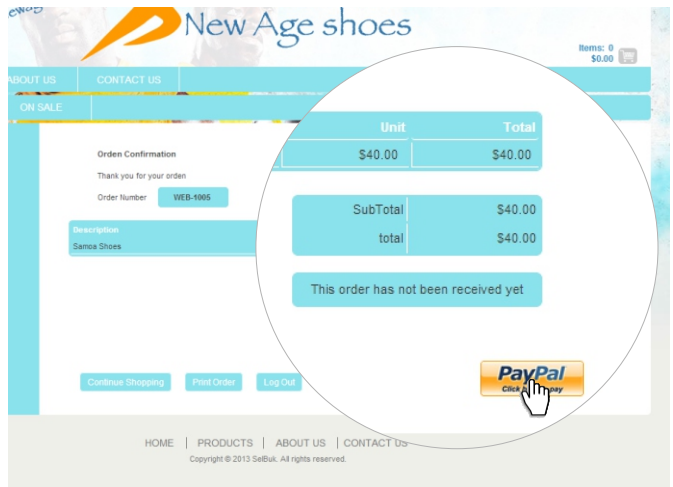 New Age shoes
Items: 0
$0.00
ABOUT US CONTACT US
ON SALE
Unit Total
$40.00 $40.00
Orden Confirmation
Thank you for your orden
Order Number WEB-1005
Description
Samoa Shoes
SubTotal $40.00
total $40.00
This order has not been received yet
Continue Shopping Print Order Log Out
PayPal
Click pay
HOME | PRODUCTS | ABOUT US | CONTACT US
Copyright © 2013 SelBuk. All rights reserved.